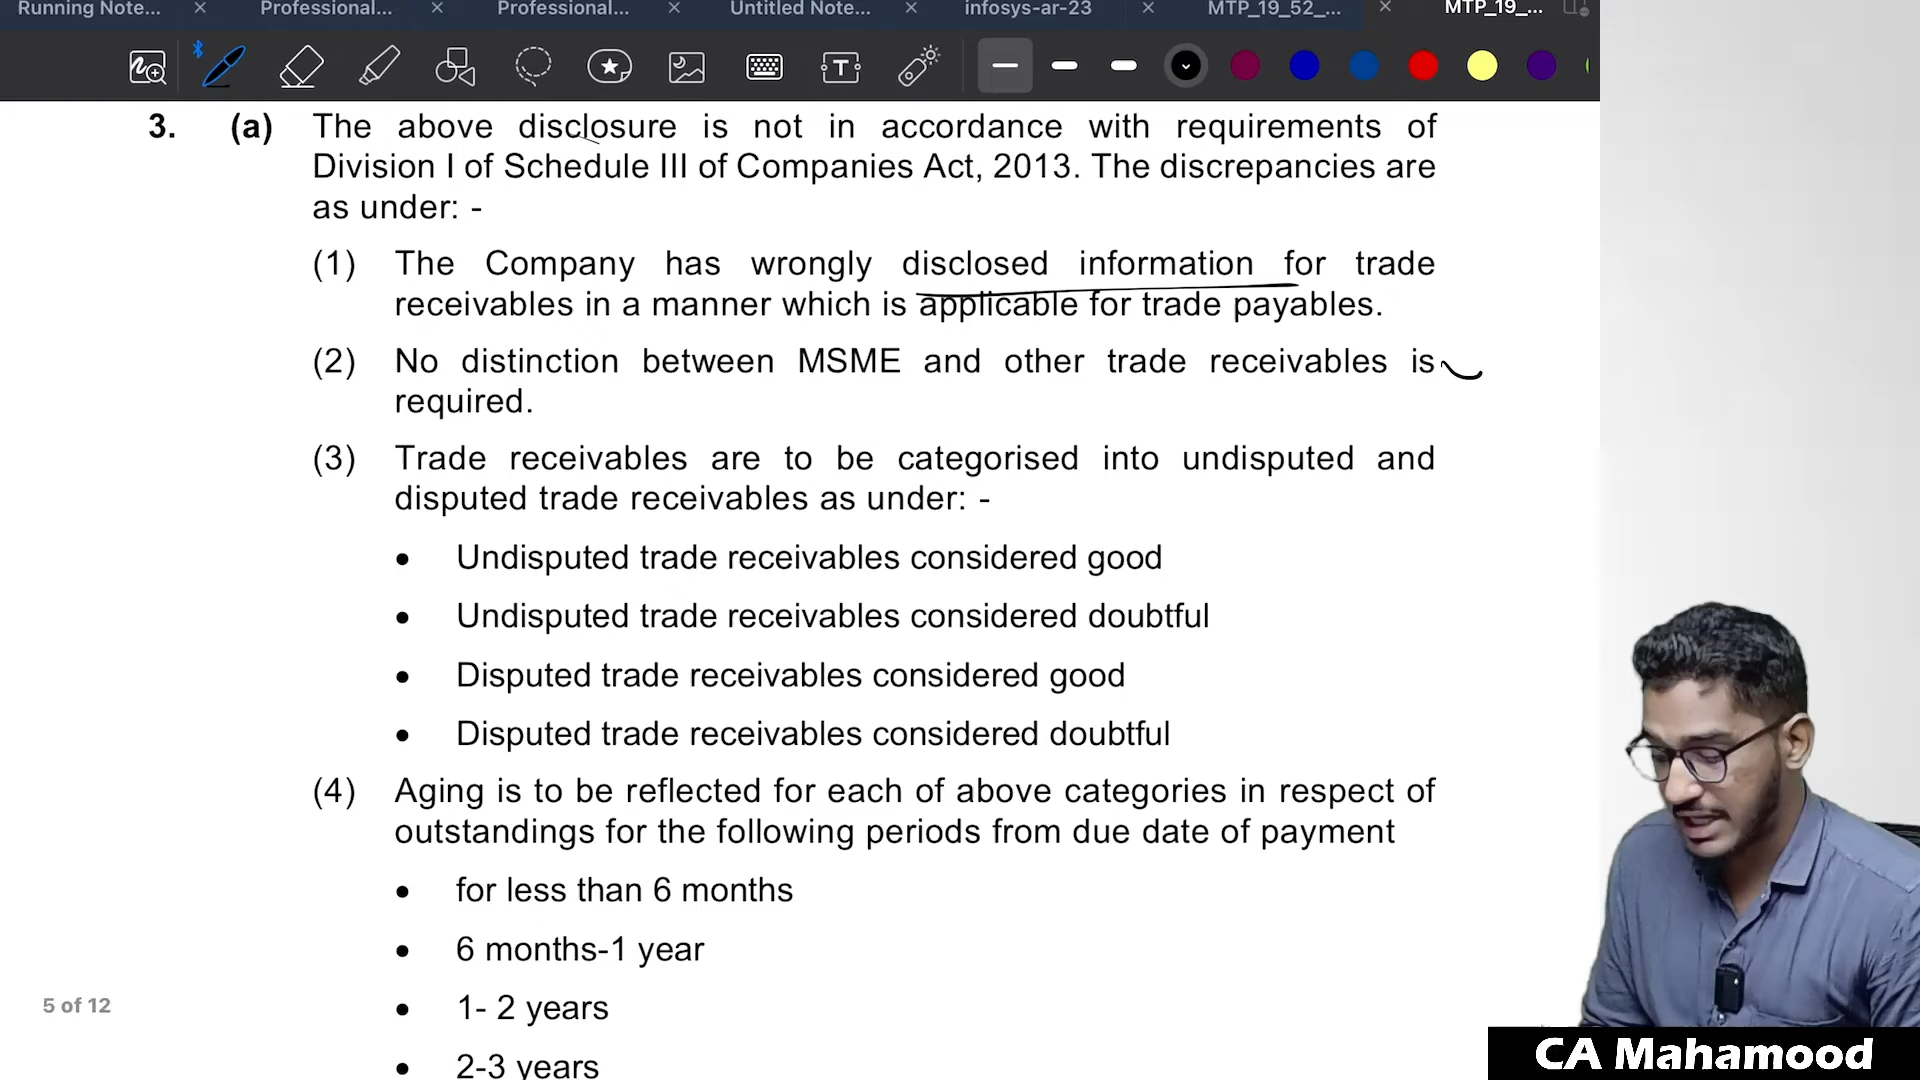 Running Note...
Professional...
Professional...
Untitled Note...
infosys-ar-23
MTP_19_52_...
MTP_19_...
T
3. (a) The above disclosure is not in accordance with requirements of
Division I of Schedule III of Companies Act, 2013. The discrepancies are
as under: -
(1) The Company has wrongly disclosed information for trade
receivables in a manner which is applicable for trade payables.
(2) No distinction between MSME and other trade receivables is
required.
(3) Trade receivables are to be categorised into undisputed and
disputed trade receivables as under: -
• Undisputed trade receivables considered good
• Undisputed trade receivables considered doubtful
• Disputed trade receivables considered good
• Disputed trade receivables considered doubtful
(4) Aging is to be reflected for each of above categories in respect of
outstandings for the following periods from due date of payment
• for less than 6 months
• 6 months-1 year
5 of 12
• 1- 2 years
• 2-3 years
CA Mahamood